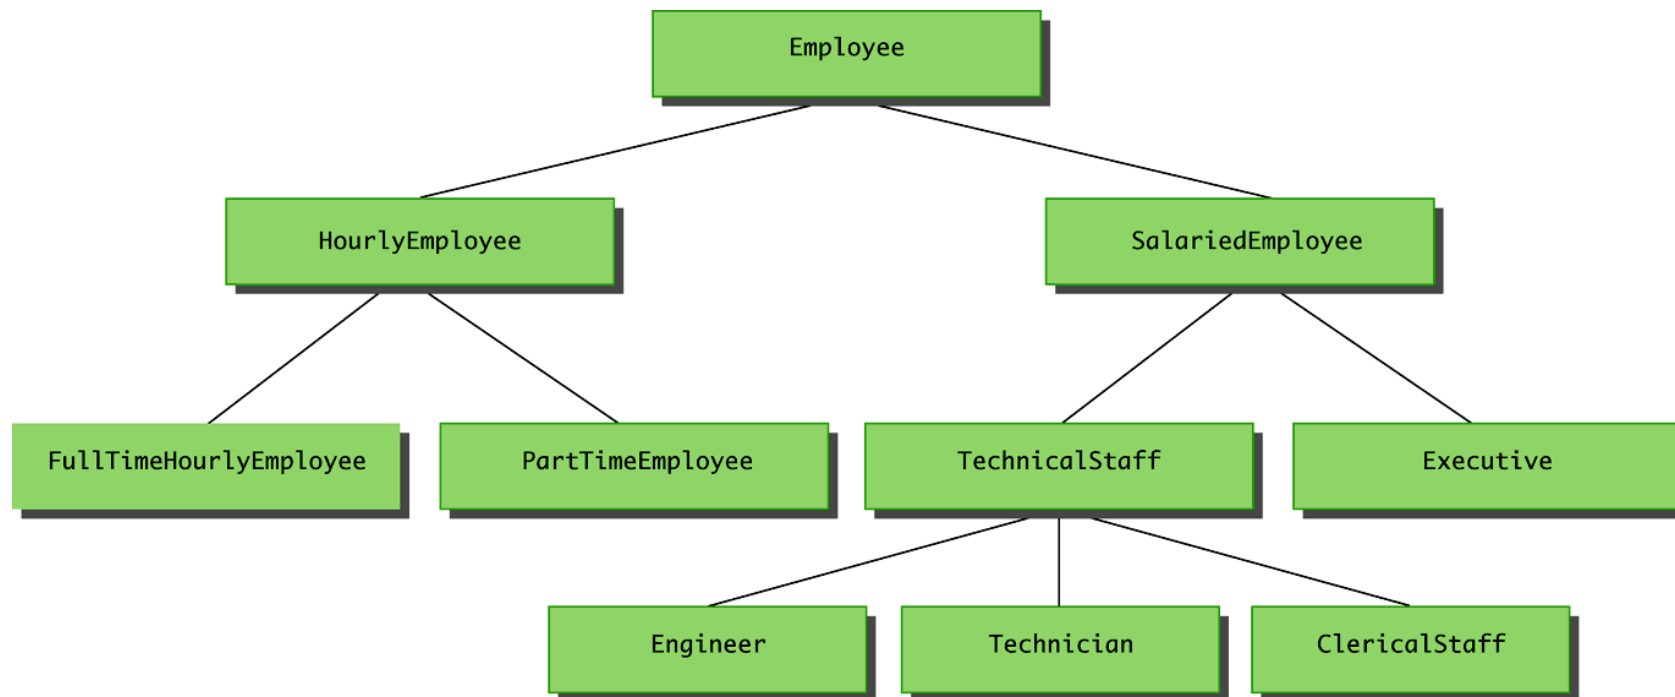 Employee
HourlyEmployee
SalariedEmployee
FullTimeHourlyEmployee
PartTimeEmployee
TechnicalStaff
Executive
Engineer
Technician
ClericalStaff